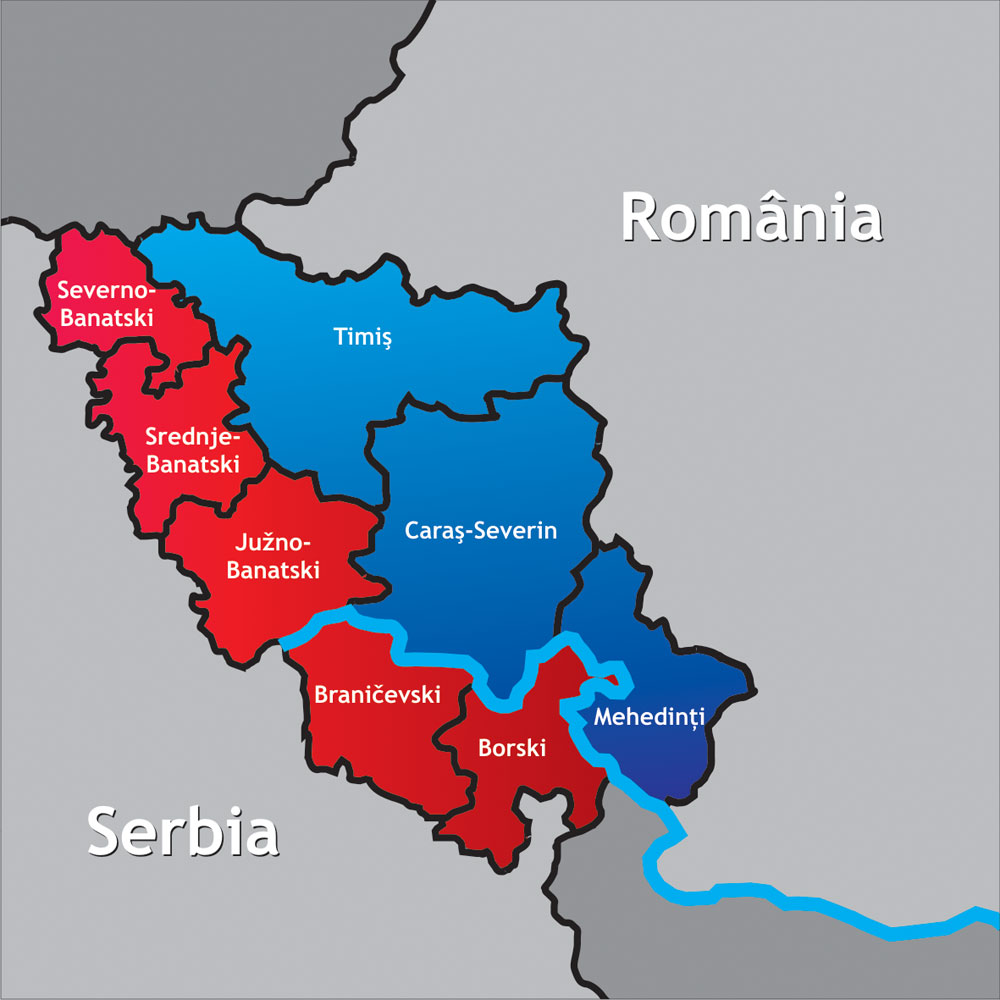 România
Severno-
Banatski
Timiş
Srednje-
Banatski
Caraş-Severin
Južno-
Banatski
Braničevski
Mehedinți
Borski
Serbia